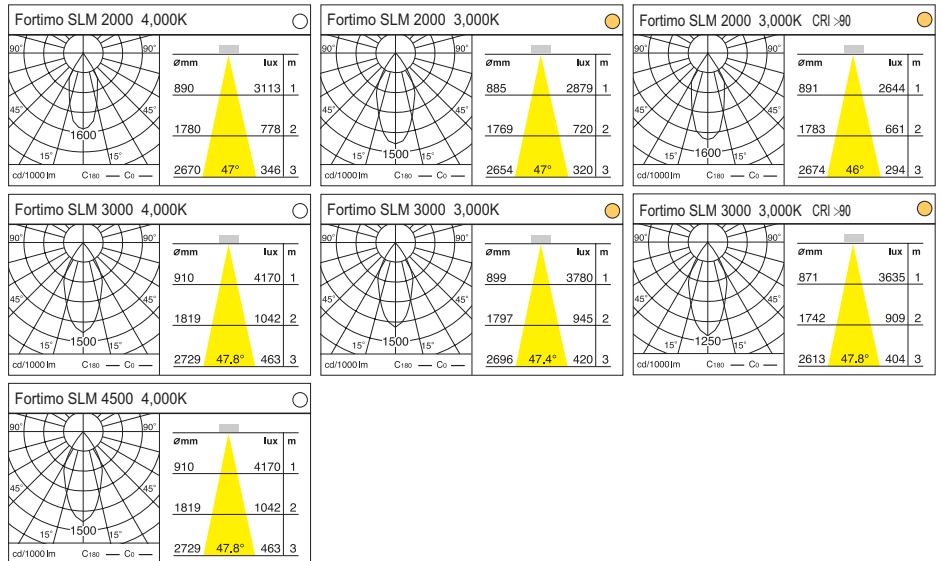 Fortimo SLM 2000 4,000K
90° 90°
45° 45°
15° 1600 15°
cd/1000 lm C180 — C0 —
ømm lux m
890 3113 1
1780 778 2
2670 47° 346 3
Fortimo SLM 2000 3,000K
90° 90°
45° 45°
15° 1500 15°
cd/1000 lm C180 — C0 —
ømm lux m
885 2879 1
1769 720 2
2654 47° 320 3
Fortimo SLM 2000 3,000K CRI >90
90° 90°
45° 45°
15° 1600 15°
cd/1000 lm C180 — C0 —
ømm lux m
891 2644 1
1783 661 2
2674 46° 294 3
Fortimo SLM 3000 4,000K
90° 90°
45° 45°
15° 1500 15°
cd/1000 lm C180 — C0 —
ømm lux m
910 4170 1
1819 1042 2
2729 47.8° 463 3
Fortimo SLM 3000 3,000K
90° 90°
45° 45°
15° 1500 15°
cd/1000 lm C180 — C0 —
ømm lux m
899 3780 1
1797 945 2
2696 47.4° 420 3
Fortimo SLM 3000 3,000K CRI >90
90° 90°
45° 45°
15° 1250 15°
cd/1000 lm C180 — C0 —
ømm lux m
871 3635 1
1742 909 2
2613 47.8° 404 3
Fortimo SLM 4500 4,000K
90° 90°
45° 45°
15° 1500 15°
cd/1000 lm C180 — C0 —
ømm lux m
910 4170 1
1819 1042 2
2729 47.8° 463 3